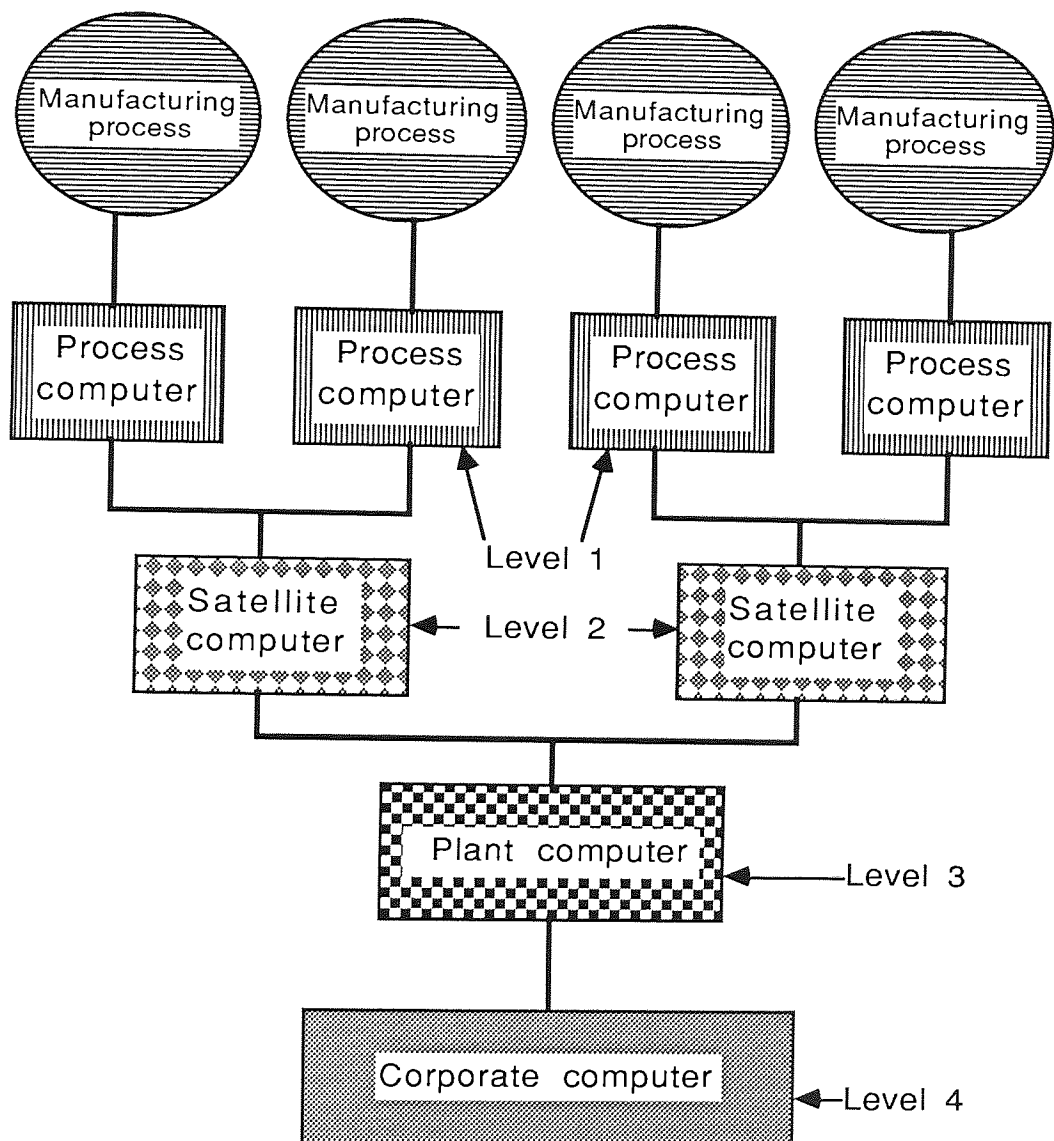 Manufacturing
process
Manufacturing
process
Manufacturing
process
Manufacturing
process
Process
computer
Process
computer
Process
computer
Process
computer
Level 1
Satellite
computer
Level 2
Satellite
computer
Plant computer
Level 3
Corporate computer
Level 4